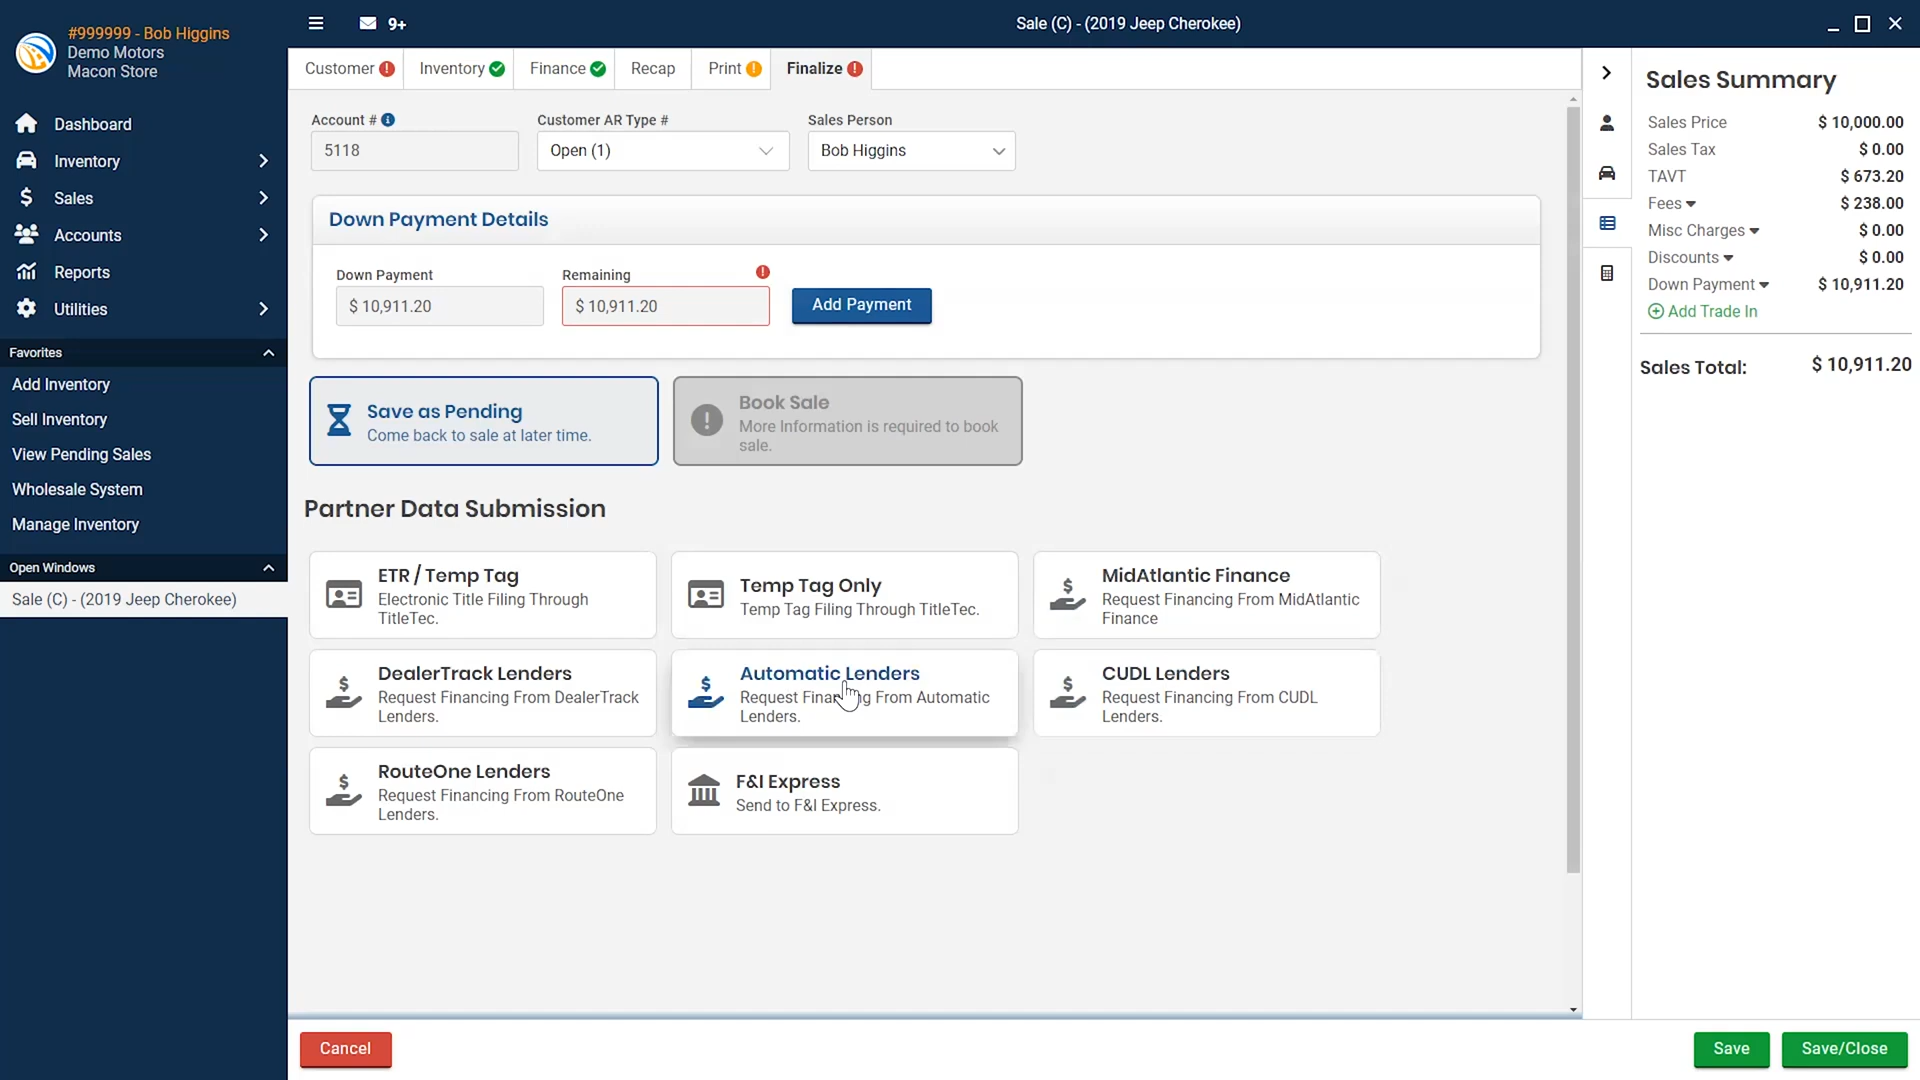 #999999 - Bob Higgins
Demo Motors
Macon Store
9+
Sale (C) - (2019 Jeep Cherokee)
Dashboard
Inventory
Sales
Accounts
Reports
Utilities
Favorites
Add Inventory
Sell Inventory
View Pending Sales
Wholesale System
Manage Inventory
Open Windows
Sale (C) - (2019 Jeep Cherokee)
Customer Inventory Finance Recap Print Finalize
Account # Customer AR Type # Sales Person
5118 Open (1) Bob Higgins
Down Payment Details
Down Payment Remaining
$ 10,911.20 $ 10,911.20 Add Payment
Save as Pending
Come back to sale at later time.
Book Sale
More Information is required to book
sale.
Partner Data Submission
ETR / Temp Tag
Electronic Title Filing Through
TitleTec.
Temp Tag Only
Temp Tag Filing Through TitleTec.
MidAtlantic Finance
Request Financing From MidAtlantic
Finance
DealerTrack Lenders
Request Financing From DealerTrack
Lenders.
Automatic Lenders
Request Financing From Automatic
Lenders.
CUDL Lenders
Request Financing From CUDL
Lenders.
RouteOne Lenders
Request Financing From RouteOne
Lenders.
F&I Express
Send to F&I Express.
Sales Summary
Sales Price $ 10,000.00
Sales Tax $ 0.00
TAVT $ 673.20
Fees $ 238.00
Misc Charges $ 0.00
Discounts $ 0.00
Down Payment $ 10,911.20
Add Trade In
Sales Total: $ 10,911.20
Cancel
Save Save/Close